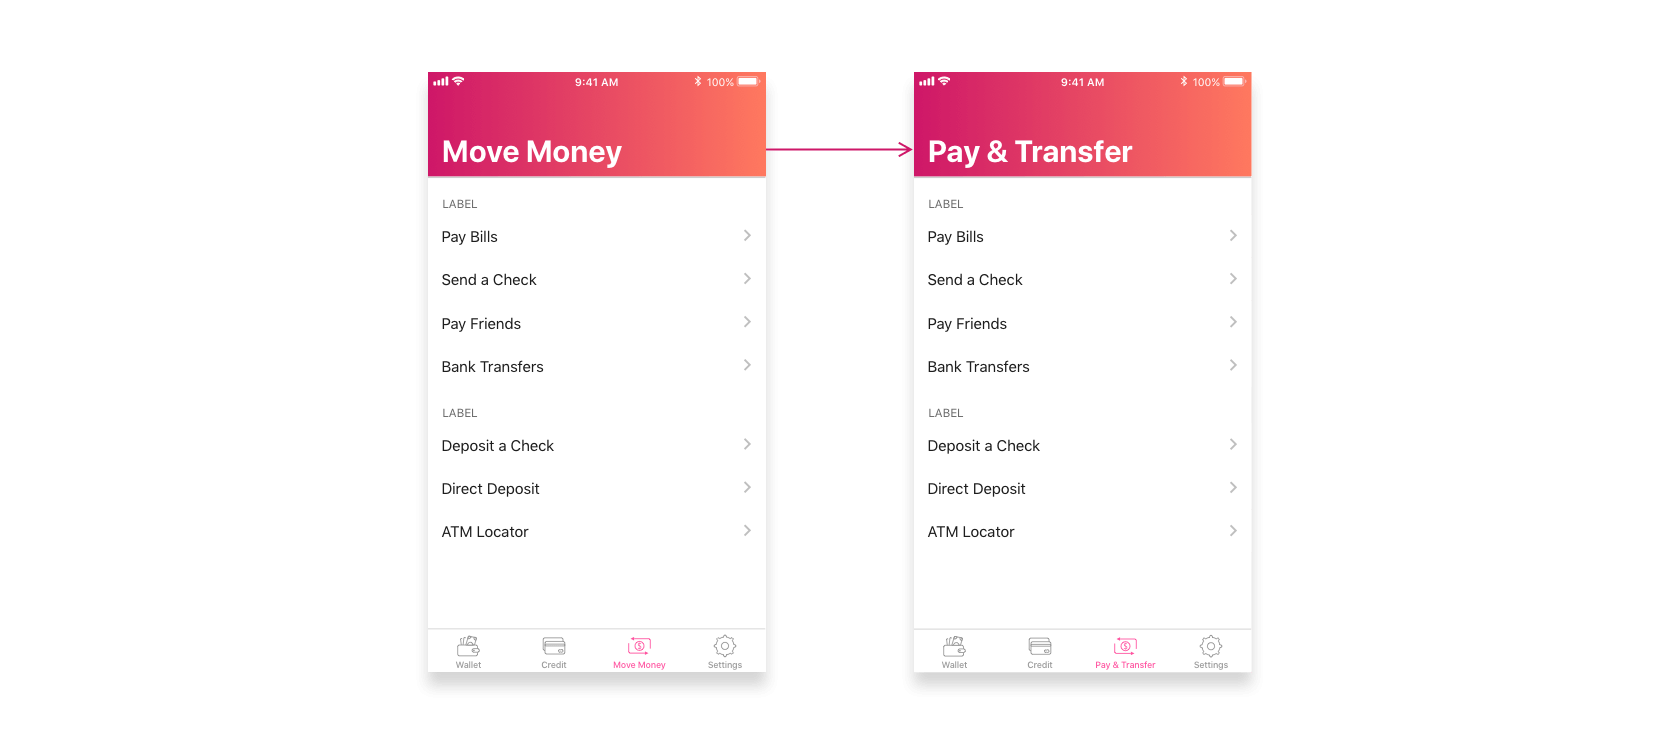 9:41 AM 100%
Move Money
LABEL
Pay Bills
Send a Check
Pay Friends
Bank Transfers
LABEL
Deposit a Check
Direct Deposit
ATM Locator
Wallet Credit Move Money Settings
9:41 AM 100%
Pay & Transfer
LABEL
Pay Bills
Send a Check
Pay Friends
Bank Transfers
LABEL
Deposit a Check
Direct Deposit
ATM Locator
Wallet Credit Pay & Transfer Settings